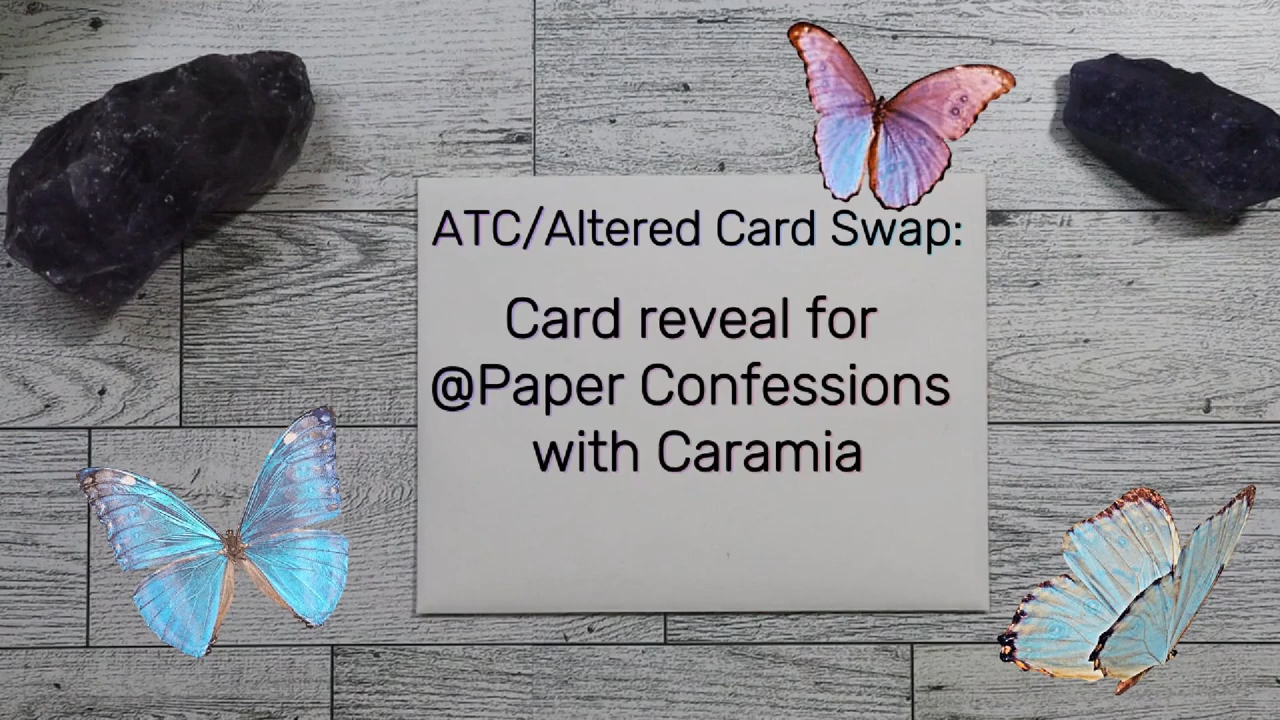 ATC/Altered Card Swap:
Card reveal for
@Paper Confessions
with Caramia